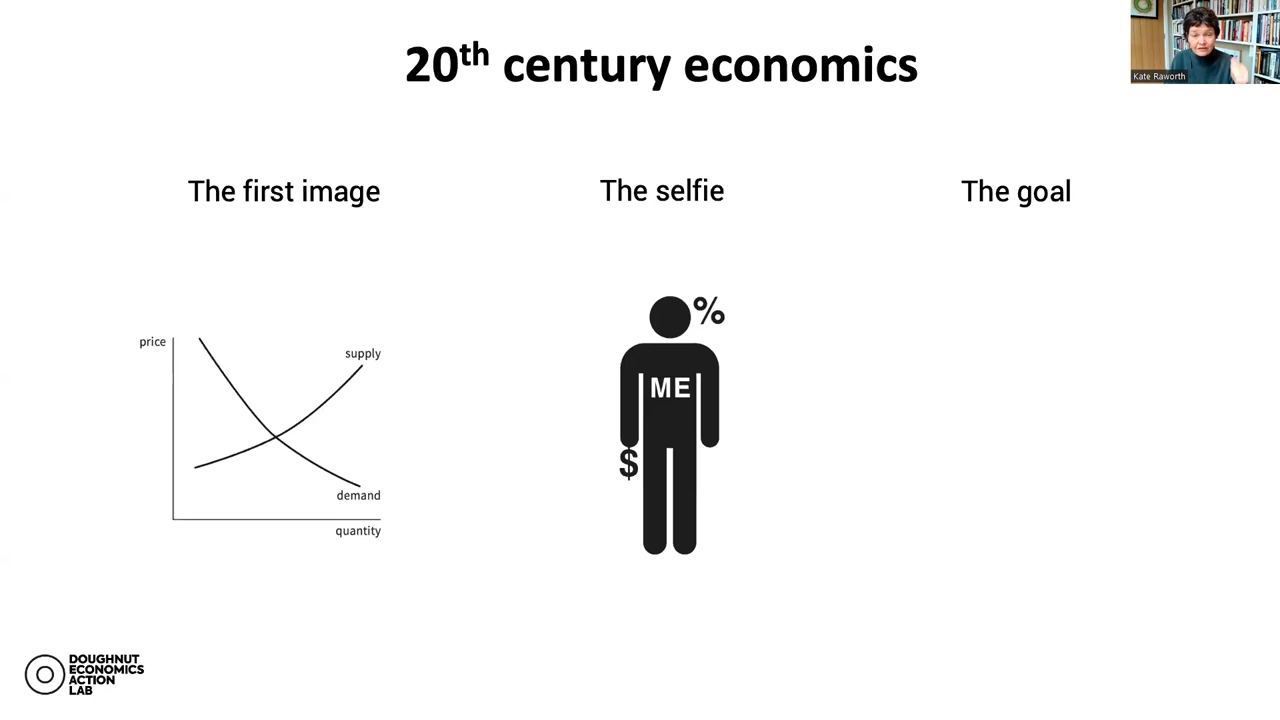 20th century economics
Kate Raworth
The first image
The selfie
The goal
price
supply
demand
quantity
%
ME
$
DOUGHNUT
ECONOMICS
ACTION
LAB